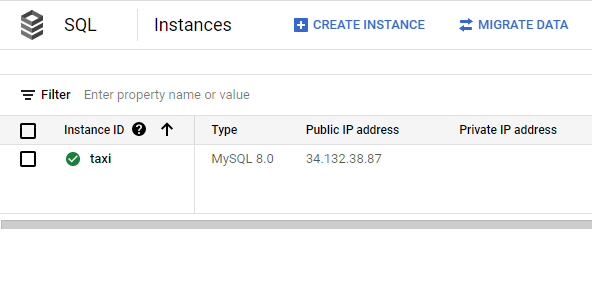 SQL Instances CREATE INSTANCE MIGRATE DATA
Filter Enter property name or value
Instance ID ? Type Public IP address Private IP address
taxi MySQL 8.0 34.132.38.87